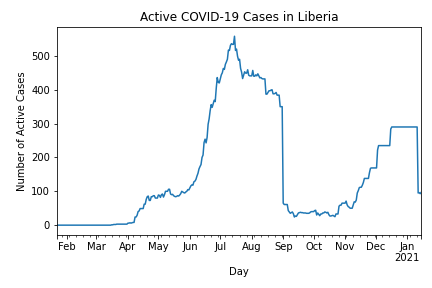 Active COVID-19 Cases in Liberia
Number of Active Cases
500
400
300
200
100
0
Feb Mar Apr May Jun Jul Aug Sep Oct Nov Dec Jan
2021
Day